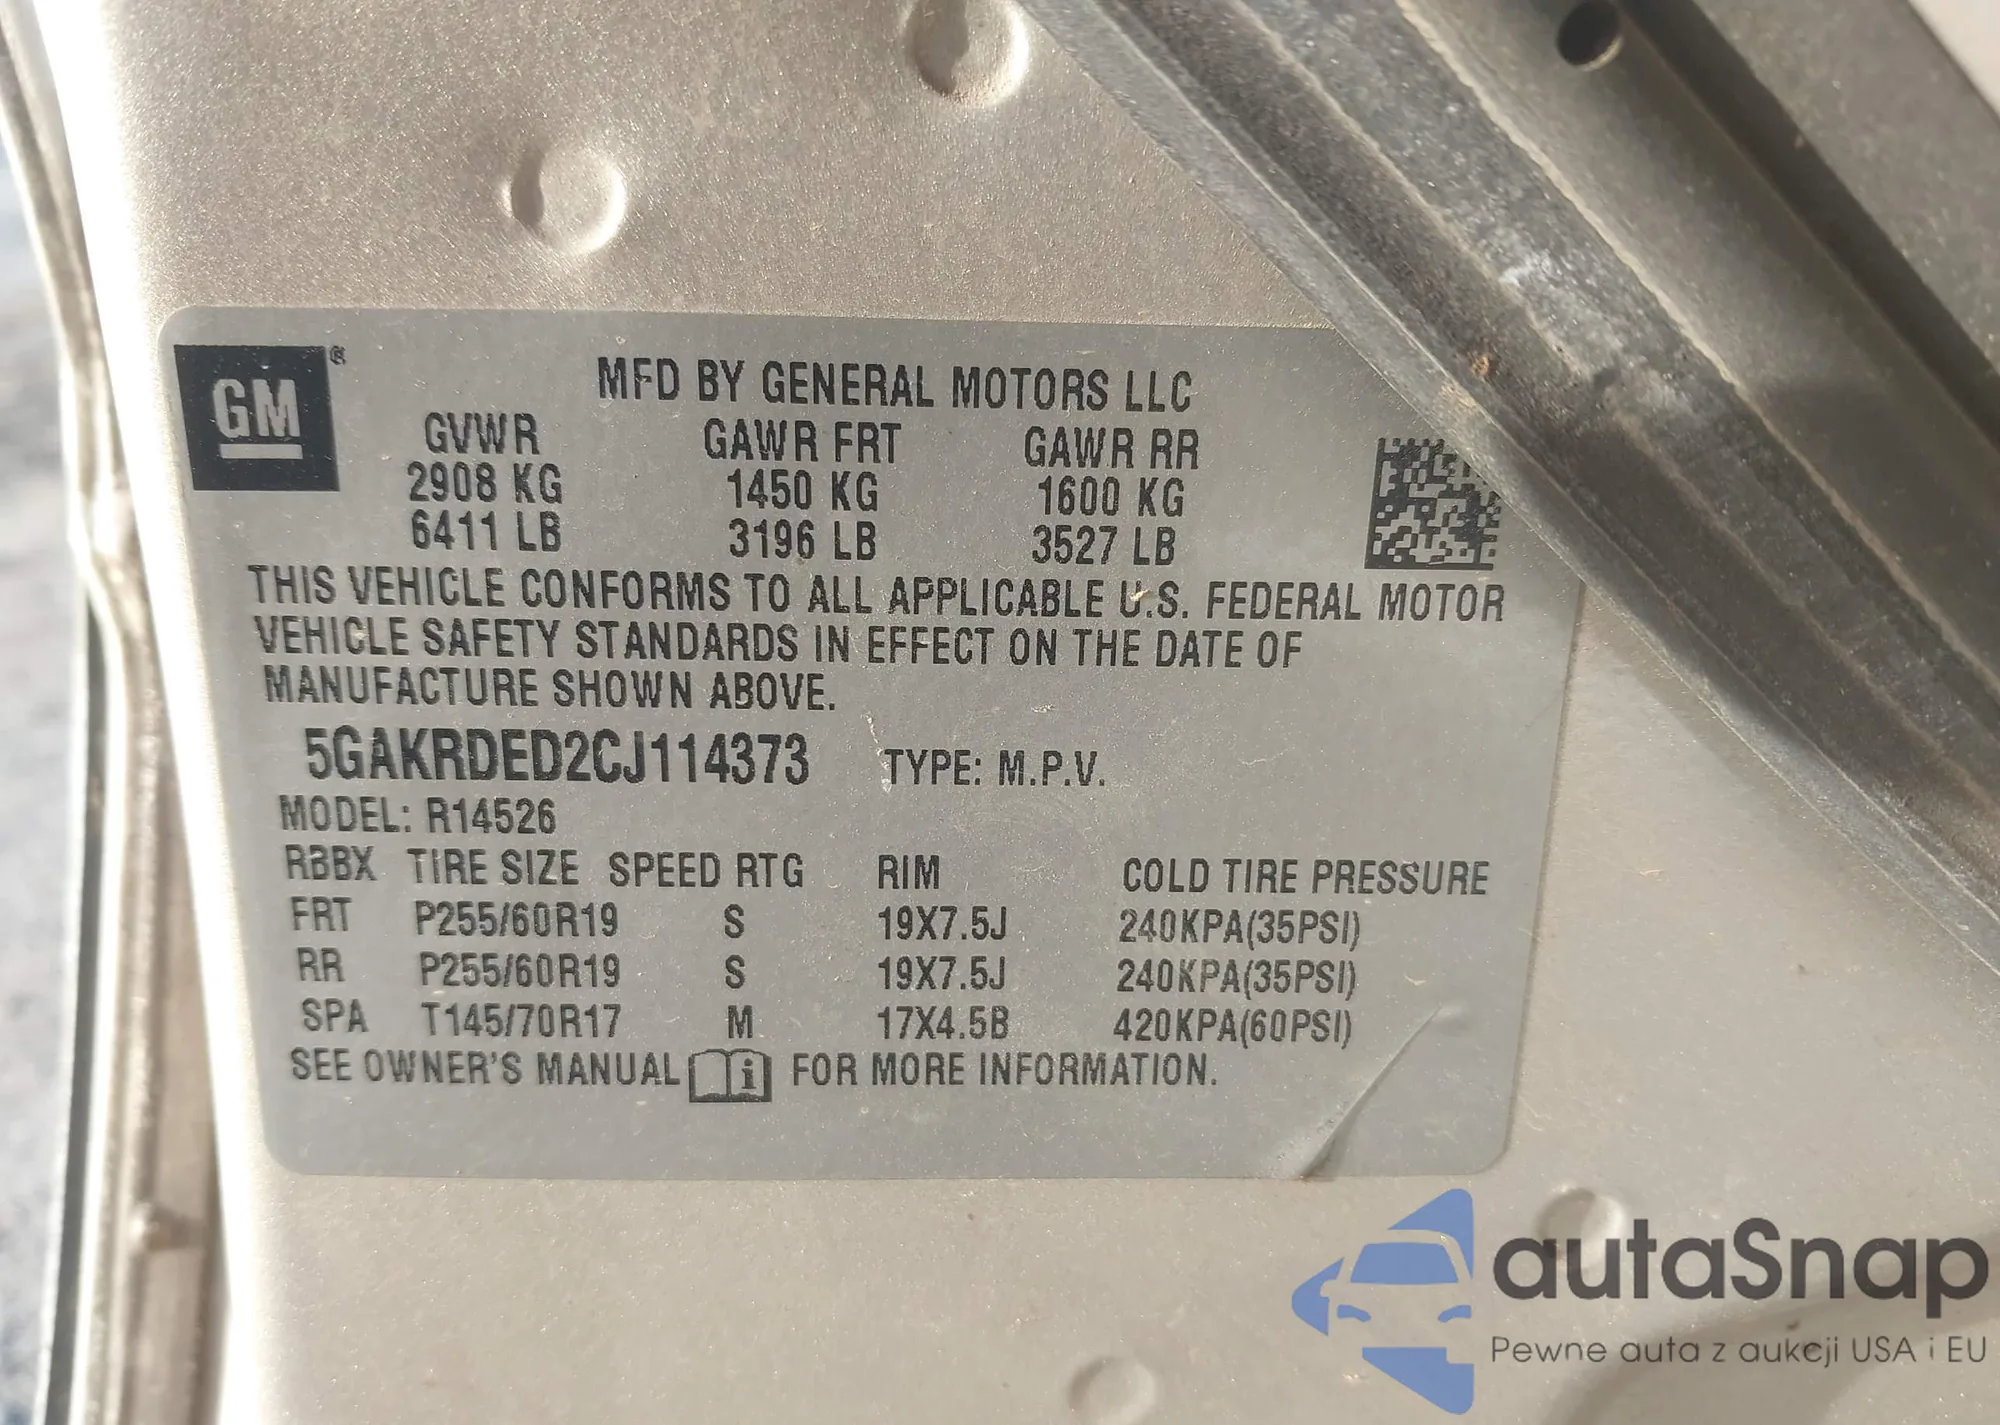 GM®
MFD BY GENERAL MOTORS LLC
GVWR GAWR FRT GAWR RR
2908 KG 1450 KG 1600 KG
6411 LB 3196 LB 3527 LB
THIS VEHICLE CONFORMS TO ALL APPLICABLE U.S. FEDERAL MOTOR
VEHICLE SAFETY STANDARDS IN EFFECT ON THE DATE OF
MANUFACTURE SHOWN ABOVE.
5GAKRDED2CJ114373 TYPE: M.P.V.
MODEL: R14526
RBBX TIRE SIZE SPEED RTG RIM COLD TIRE PRESSURE
FRT P255/60R19 S 19X7.5J 240KPA(35PSI)
RR P255/60R19 S 19X7.5J 240KPA(35PSI)
SPA T145/70R17 M 17X4.5B 420KPA(60PSI)
SEE OWNER'S MANUAL i FOR MORE INFORMATION.
autaSnap
Pewne auta z aukcji USA i EU